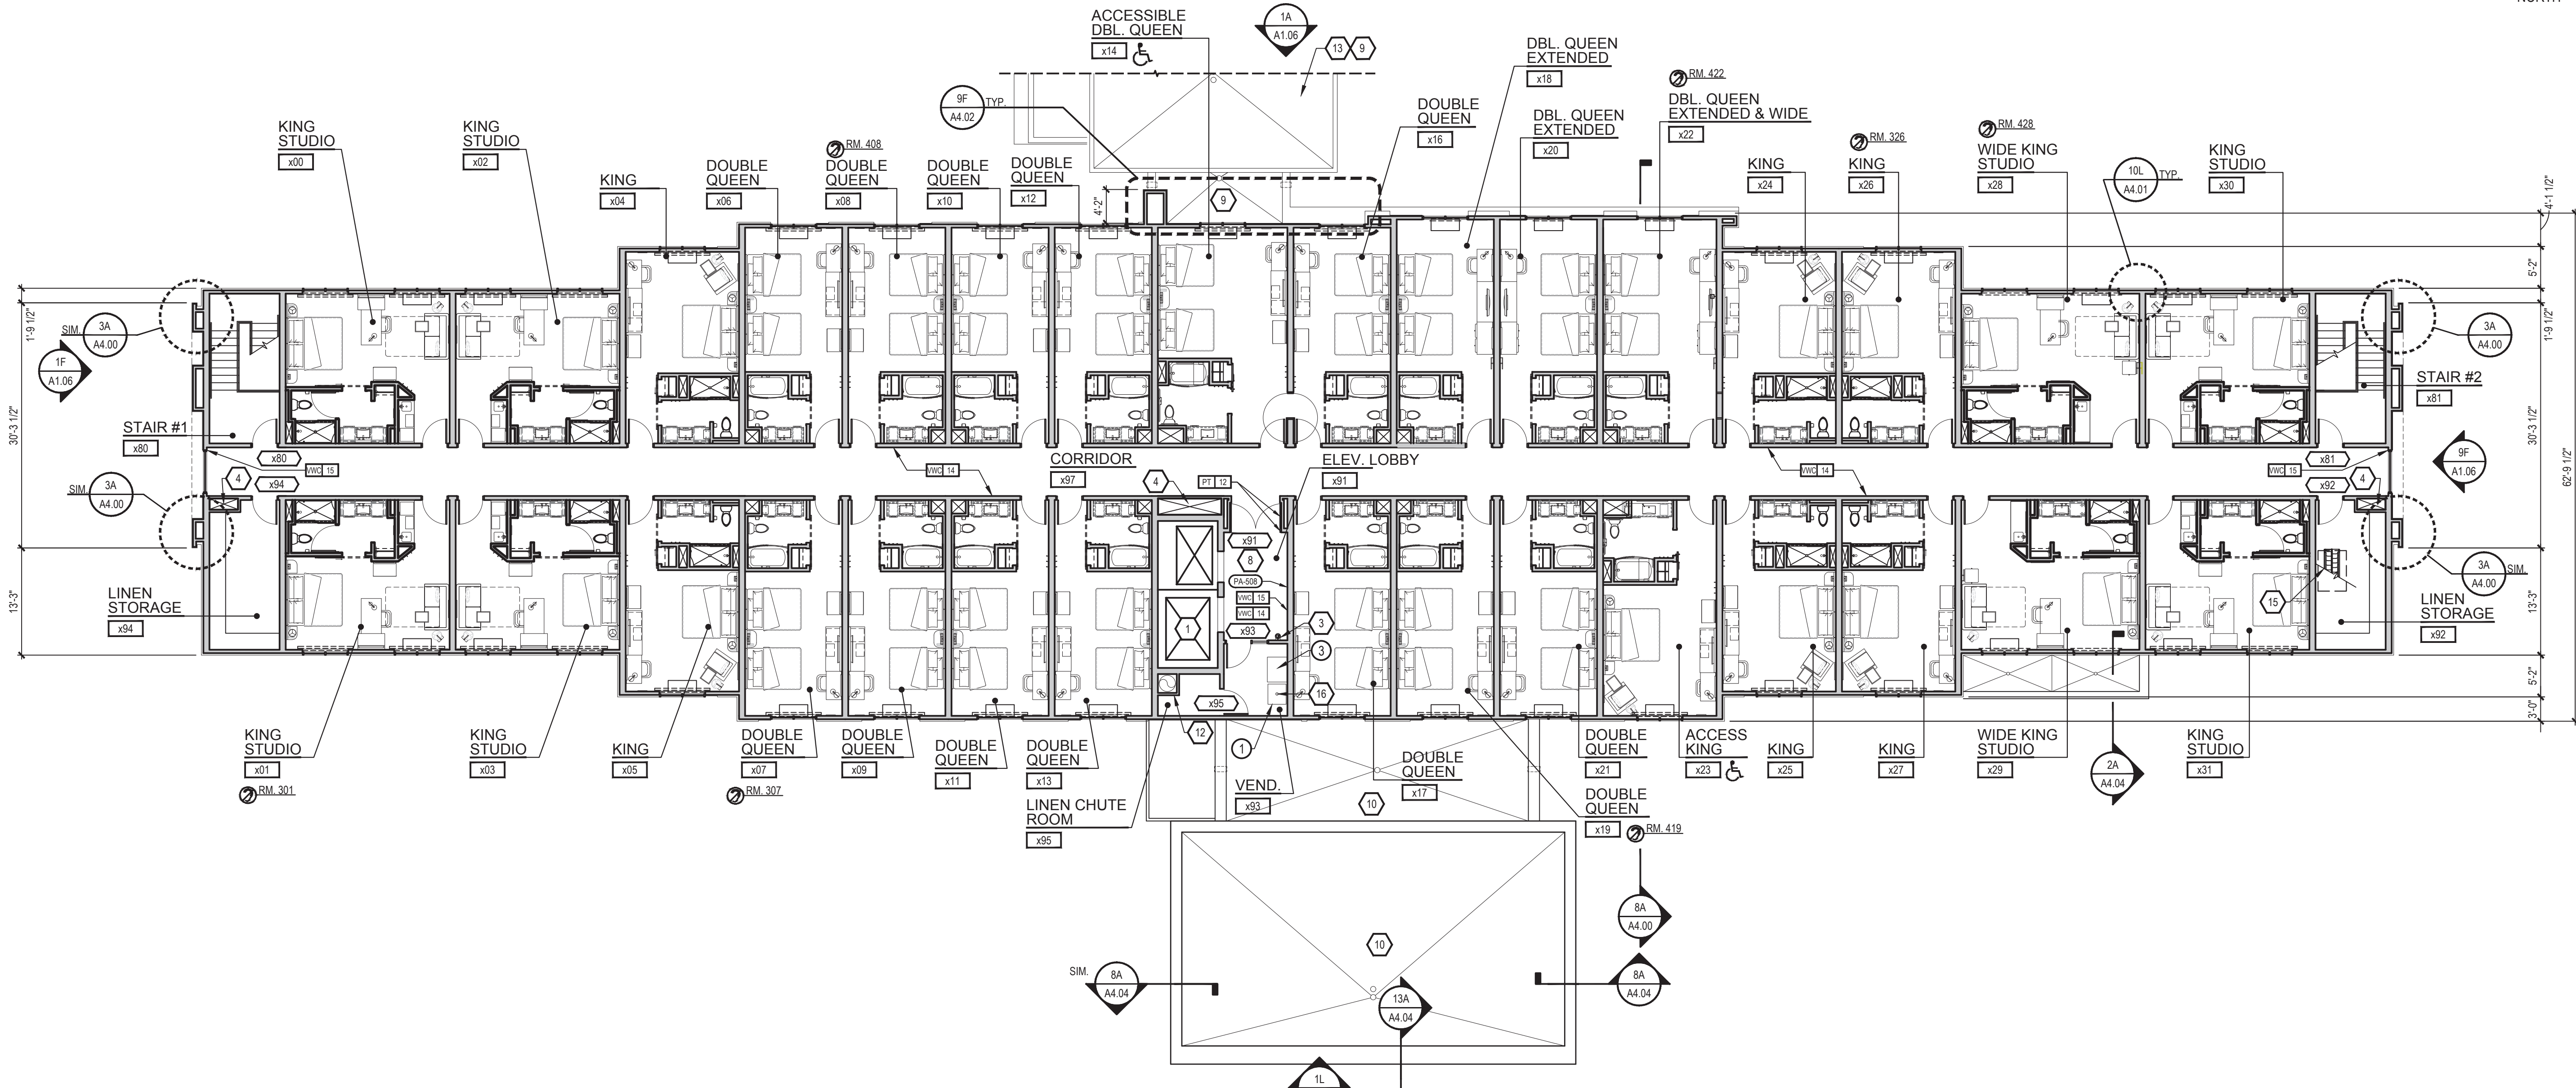 NORTH
ACCESSIBLE
DBL. QUEEN
x14
1A
A1.06
13
9
DBL. QUEEN
EXTENDED
x18
RM. 422
DBL. QUEEN
EXTENDED & WIDE
x22
9F
A4.02
TYP.
DOUBLE
QUEEN
x16
DBL. QUEEN
EXTENDED
x20
KING
STUDIO
x00
KING
STUDIO
x02
KING
x04
DOUBLE
QUEEN
x06
RM. 408
DOUBLE
QUEEN
x08
DOUBLE
QUEEN
x10
DOUBLE
QUEEN
x12
4'-2"
9
KING
x24
RM. 326
KING
x26
RM. 428
WIDE KING
STUDIO
x28
10L
A4.01
TYP.
KING
STUDIO
x30
4'-1 1/2"
5'-2"
1'-9 1/2"
30'-3 1/2"
62'-9 1/2"
13'-3"
5'-2"
3'-0"
1'-9 1/2"
30'-3 1/2"
13'-3"
SIM.
3A
A4.00
1F
A1.06
STAIR #1
x80
SIM.
3A
A4.00
4
x80
x94
VWC 15
VWC 14
CORRIDOR
x97
4
PT 12
ELEV. LOBBY
x91
VWC 14
VWC 15
x81
x92
4
3A
A4.00
STAIR #2
x81
9F
A1.06
3A
A4.00
SIM.
LINEN
STORAGE
x94
x91
8
PA-508
VWC 15
VWC 14
x93
1
3
3
16
x95
12
1
15
LINEN
STORAGE
x92
KING
STUDIO
x01
RM. 301
KING
STUDIO
x03
KING
x05
DOUBLE
QUEEN
x07
RM. 307
DOUBLE
QUEEN
x09
DOUBLE
QUEEN
x11
DOUBLE
QUEEN
x13
LINEN CHUTE
ROOM
x95
VEND.
x93
DOUBLE
QUEEN
x17
10
DOUBLE
QUEEN
x21
DOUBLE
QUEEN
x19
RM. 419
ACCESS
KING
x23
KING
x25
KING
x27
WIDE KING
STUDIO
x29
2A
A4.04
KING
STUDIO
x31
8A
A4.00
10
SIM.
8A
A4.04
8A
A4.04
13A
A4.04
1L